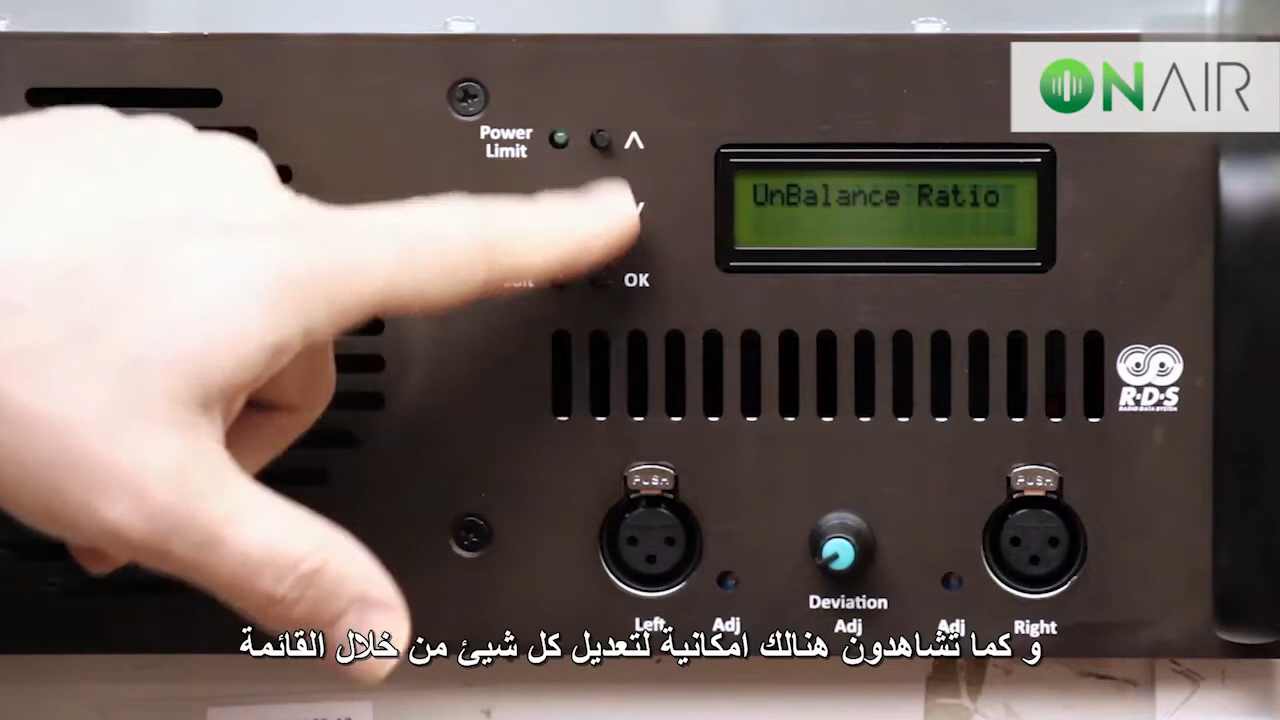 ONAIR
Power
Limit
UnBalance Ratio
OK
PUSH
PUSH
R·D·S
RADIO DATA SYSTEM
Left
Adj
Deviation
Adj
Adj
Right
و كما تشاهدون هنالك امكانية لتعديل كل شيئ من خلال القائمة